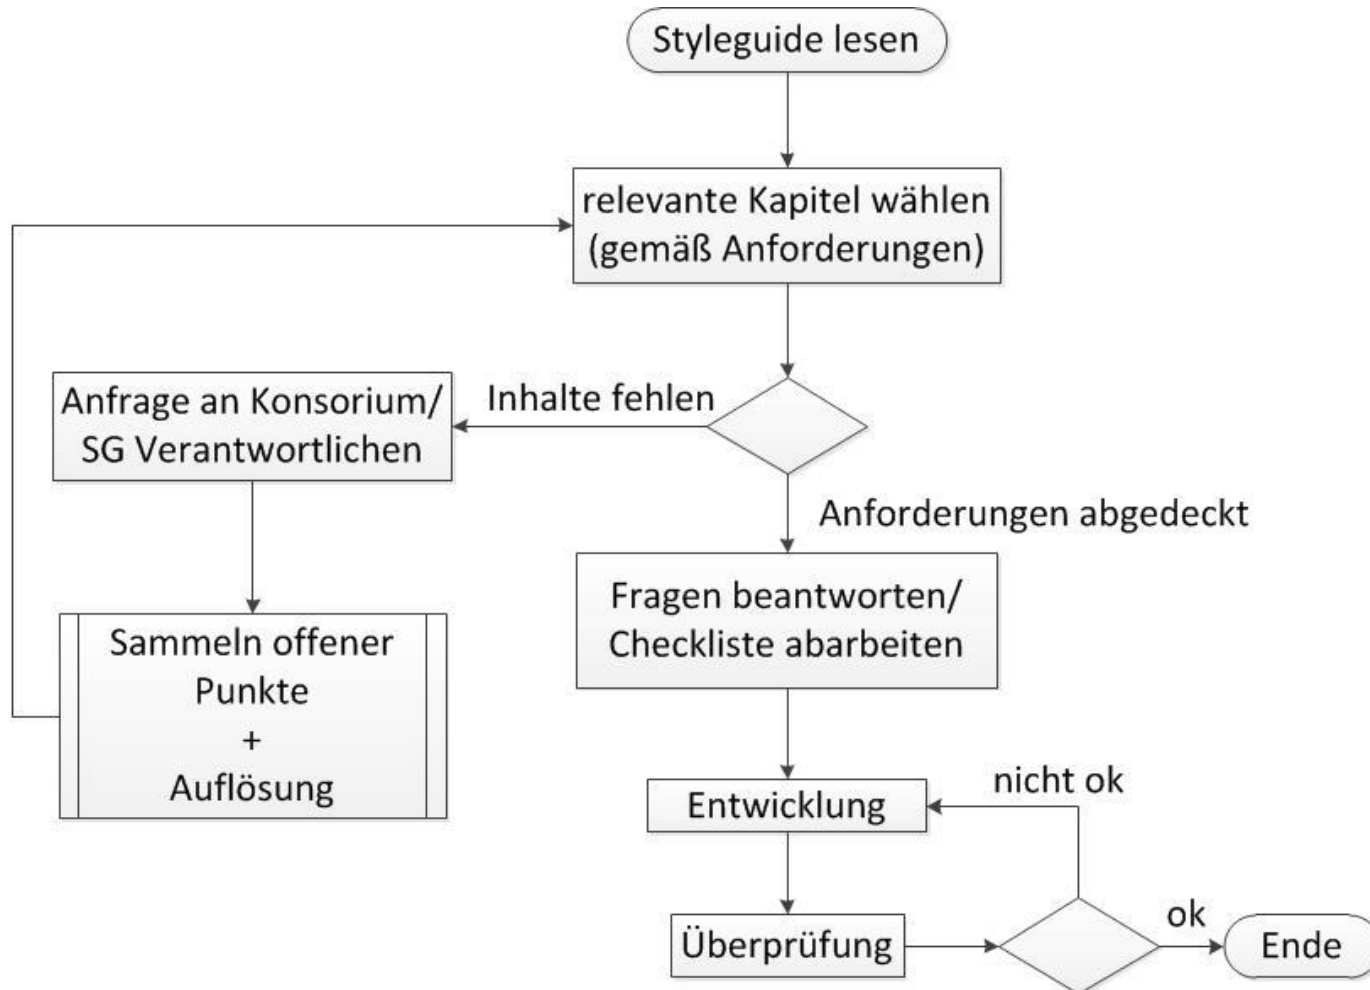 Styleguide lesen
relevante Kapitel wählen
(gemäß Anforderungen)
Inhalte fehlen
Anfrage an Konsorium/
SG Verantwortlichen
Anforderungen abgedeckt
Sammeln offener
Punkte
+
Auflösung
Fragen beantworten/
Checkliste abarbeiten
Entwicklung
nicht ok
Überprüfung
ok
Ende